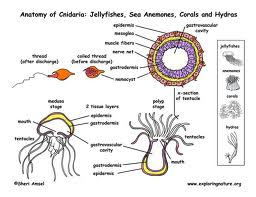 Anatomy of Cnidaria: Jellyfishes, Sea Anemones, Corals and Hydras
epidermis
mesoglea
muscle fibers
nerve net
gastrovascular
cavity
thread
(after discharge)
coiled thread
(before discharge)
gastrodermis
nematocyst
x-section
of tentacle
jellyfishes
anemones
corals
hydras
medusa
stage
2 tissue layers
polyp
stage
epidermis
gastrodermis
mouth
mouth
tentacle
epidermis
gastrodermis
gastrovascular
cavity
©Sheri Amsel
www.exploringnature.org